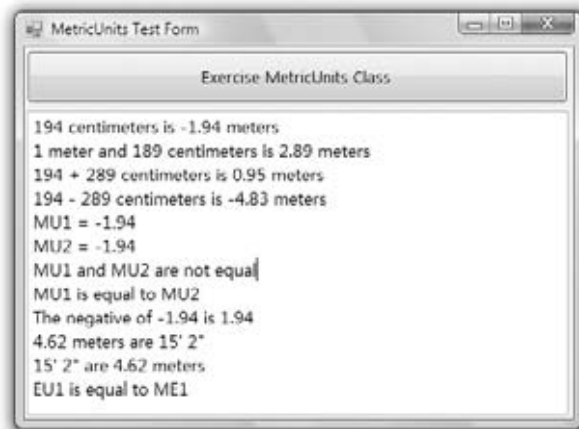 MetricUnits Test Form
Exercise MetricUnits Class
194 centimeters is -1.94 meters
1 meter and 189 centimeters is 2.89 meters
194 + 289 centimeters is 0.95 meters
194 - 289 centimeters is -4.83 meters
MU1 = -1.94
MU2 = -1.94
MU1 and MU2 are not equal
MU1 is equal to MU2
The negative of -1.94 is 1.94
4.62 meters are 15' 2"
15' 2" are 4.62 meters
EU1 is equal to ME1